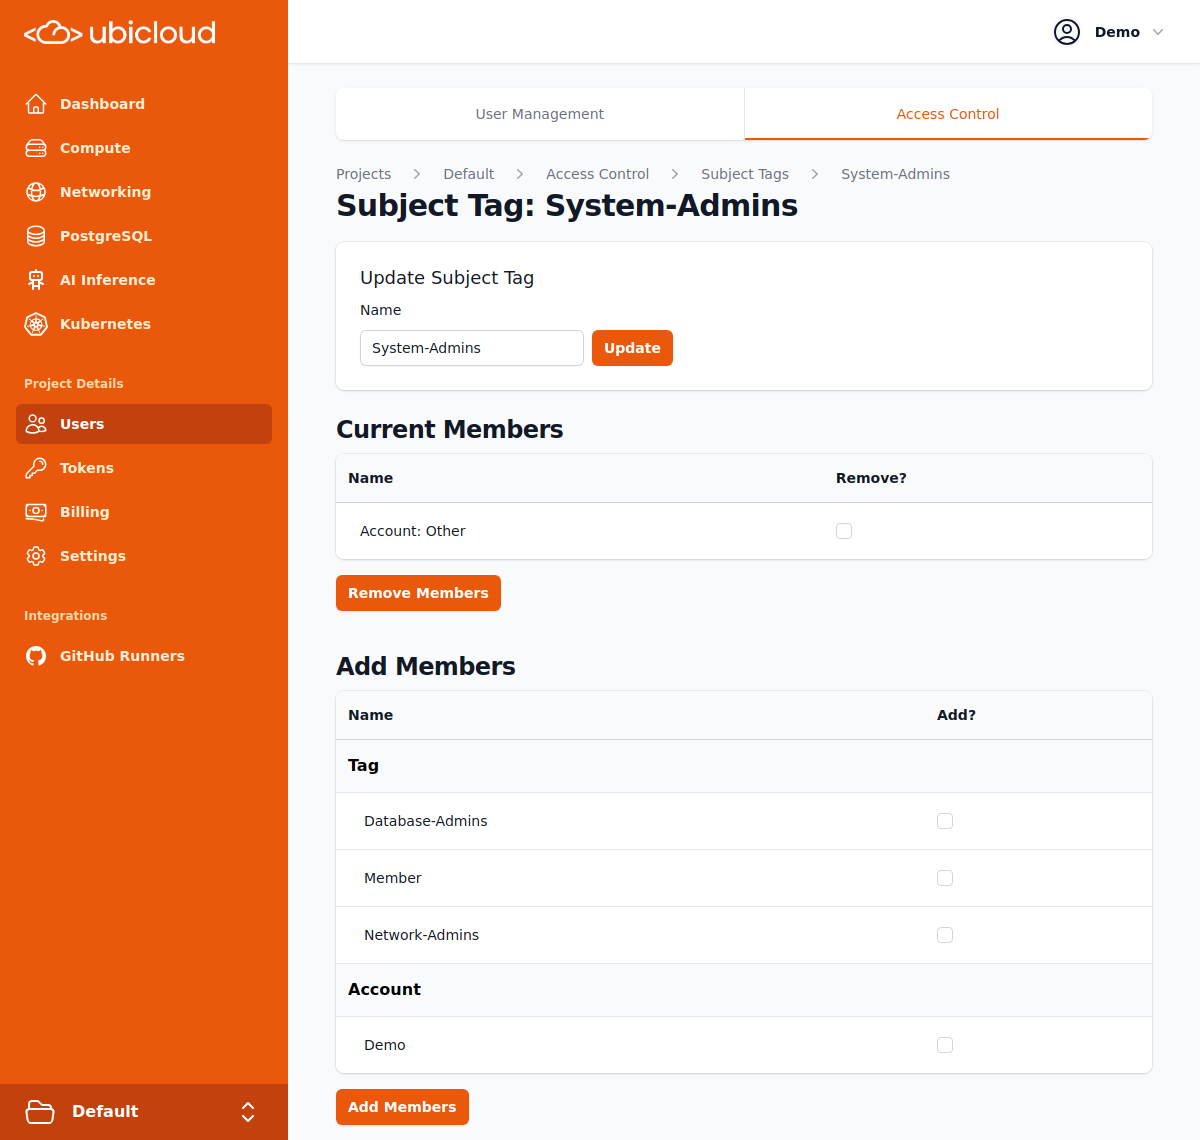 ubicloud
Demo
Dashboard
Compute
Networking
PostgreSQL
AI Inference
Kubernetes
Project Details
Users
Tokens
Billing
Settings
Integrations
GitHub Runners
Default
User Management
Access Control
Projects > Default > Access Control > Subject Tags > System-Admins
Subject Tag: System-Admins
Update Subject Tag
Name
System-Admins
Update
Current Members
Name Remove?
Account: Other
Remove Members
Add Members
Name Add?
Tag
Database-Admins
Member
Network-Admins
Account
Demo
Add Members